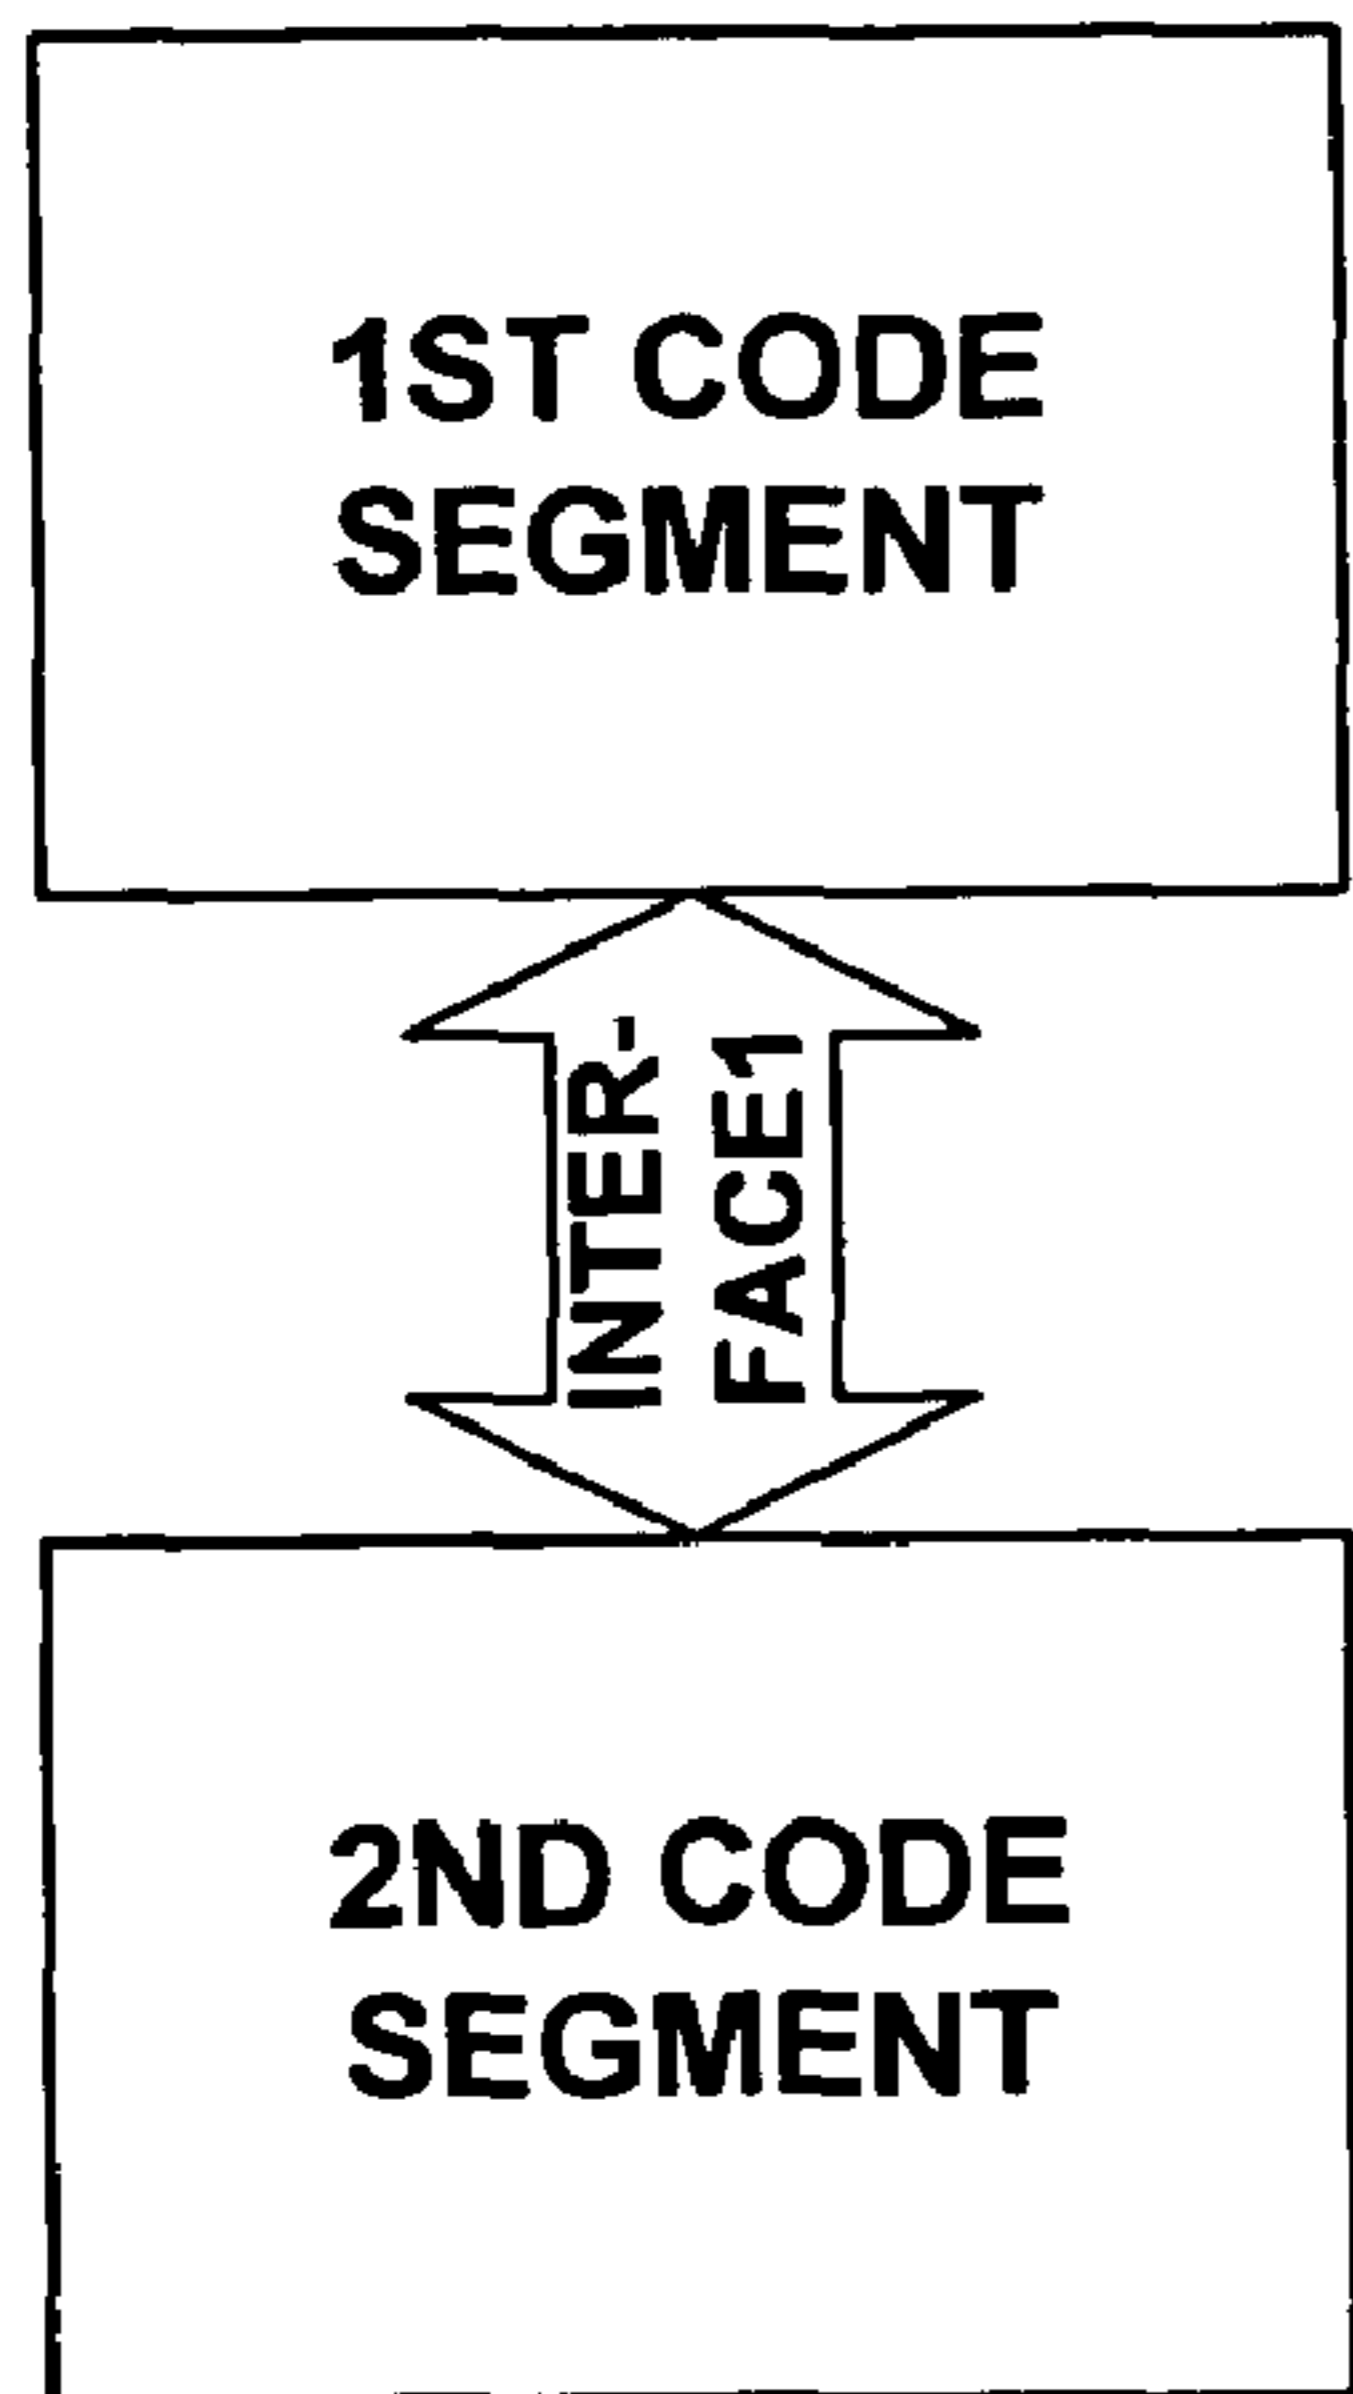 1ST CODE
SEGMENT
INTER-
FACE1
2ND CODE
SEGMENT